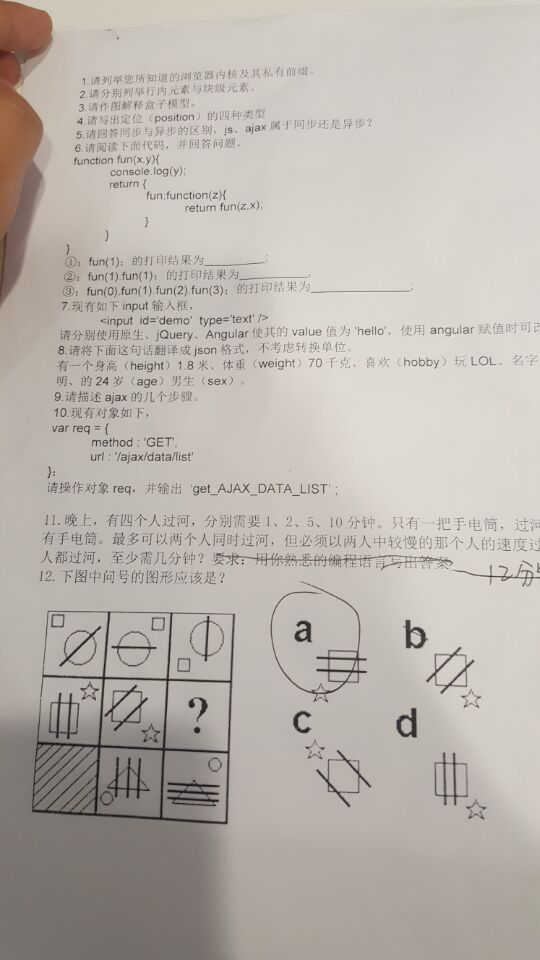 1.请列举您所知道的浏览器内核及其私有前缀。
2.请分别列举行内元素与块级元素。
3.请作图解释盒子模型。
4.请写出定位（position）的四种类型
5.请回答同步与异步的区别，js、ajax 属于同步还是异步？
6.请阅读下面代码，并回答问题。
function fun(x,y){
console.log(y);
return {
fun:function(z){
return fun(z,x);
}
}
}
①：fun(1)；的打印结果为__________;
②：fun(1).fun(1)；的打印结果为__________;
③：fun(0).fun(1).fun(2).fun(3)；的打印结果为__________;
7.现有如下 input 输入框，
<input id='demo' type='text' />
请分别使用原生、jQuery、Angular 使其的 value 值为 'hello'，使用 angular 赋值时可
8.请将下面这句话翻译成 json 格式，不考虑转换单位。
有一个身高（height）1.8 米、体重（weight）70 千克、喜欢（hobby）玩 LOL、名字
明、的 24 岁（age）男生（sex）。
9.请描述 ajax 的几个步骤。
10.现有对象如下，
var req = {
method : 'GET',
url : '/ajax/data/list'
};
请操作对象 req，并输出 'get_AJAX_DATA_LIST' ;
11.晚上，有四个人过河，分别需要 1、2、5、10 分钟。只有一把手电筒，过河
有手电筒。最多可以两个人同时过河，但必须以两人中较慢的那个人的速度过
人都过河，至少需几分钟？要求：用你熟悉的编程语言写出答案
12分
12.下图中问号的图形应该是？
a b
?
c d